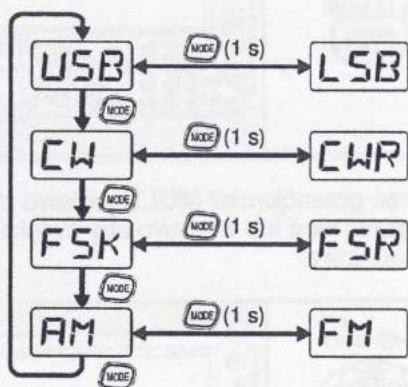 USB MODE (1 s) LSB
MODE
CW MODE (1 s) CWR
MODE
FSK MODE (1 s) FSR
MODE
AM MODE (1 s) FM
MODE